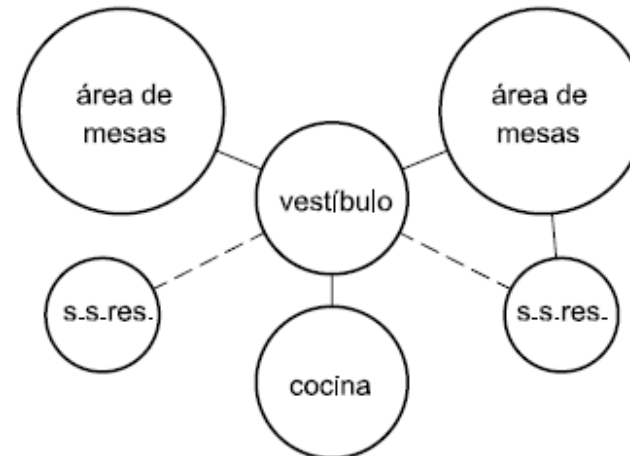 área de
mesas
área de
mesas
vestíbulo
s.s.res.
s.s.res.
cocina